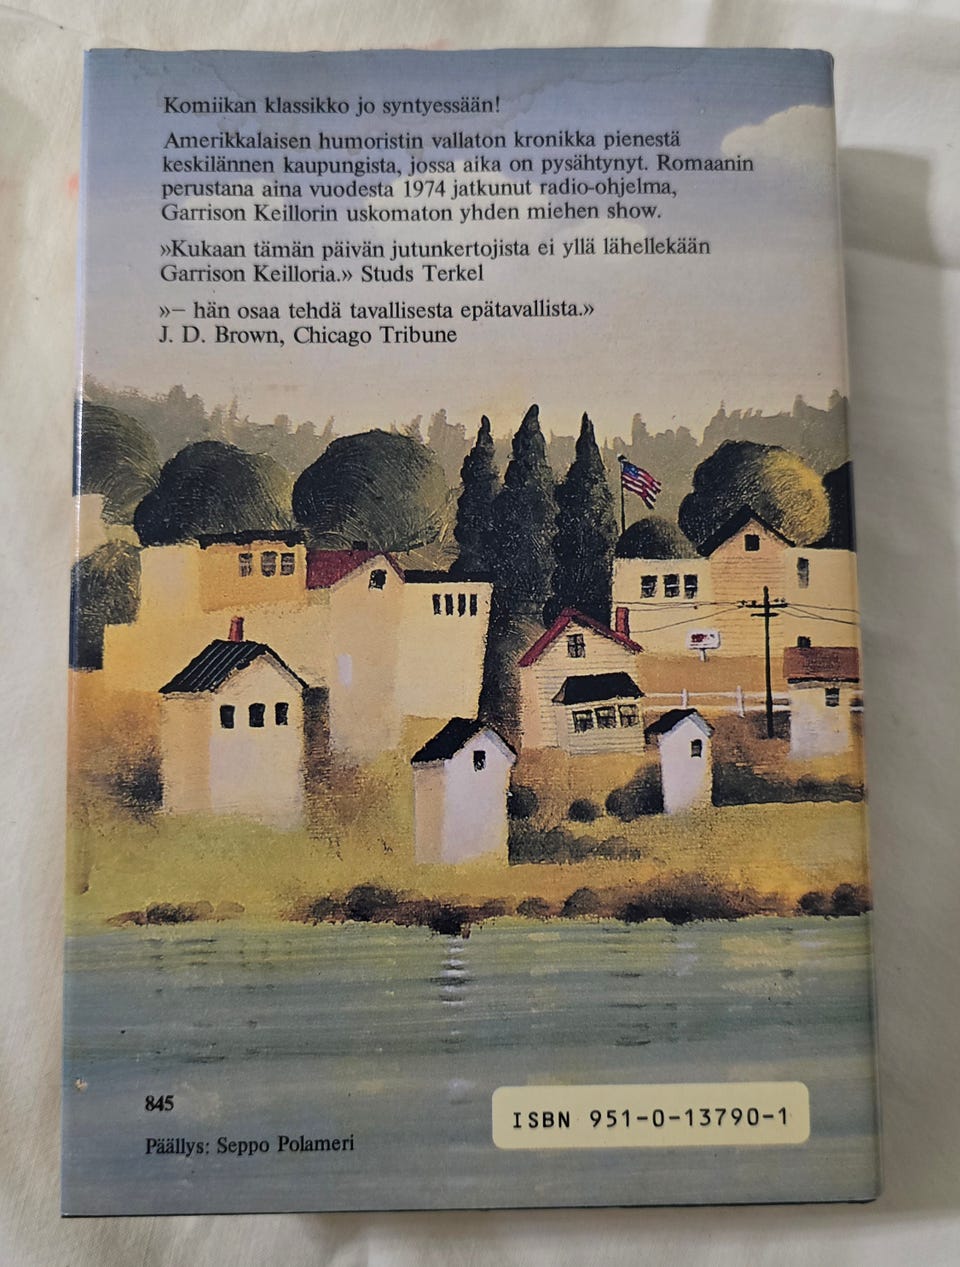 Komiikan klassikko jo syntyessään!
Amerikkalaisen humoristin vallaton kronikka pienestä
keskilännen kaupungista, jossa aika on pysähtynyt. Romaanin
perustana aina vuodesta 1974 jatkunut radio-ohjelma,
Garrison Keillorin uskomaton yhden miehen show.
»Kukaan tämän päivän jutunkertojista ei yllä lähellekään
Garrison Keilloria.» Studs Terkel
»– hän osaa tehdä tavallisesta epätavallista.»
J. D. Brown, Chicago Tribune
845
ISBN 951-0-13790-1
Päällys: Seppo Polameri